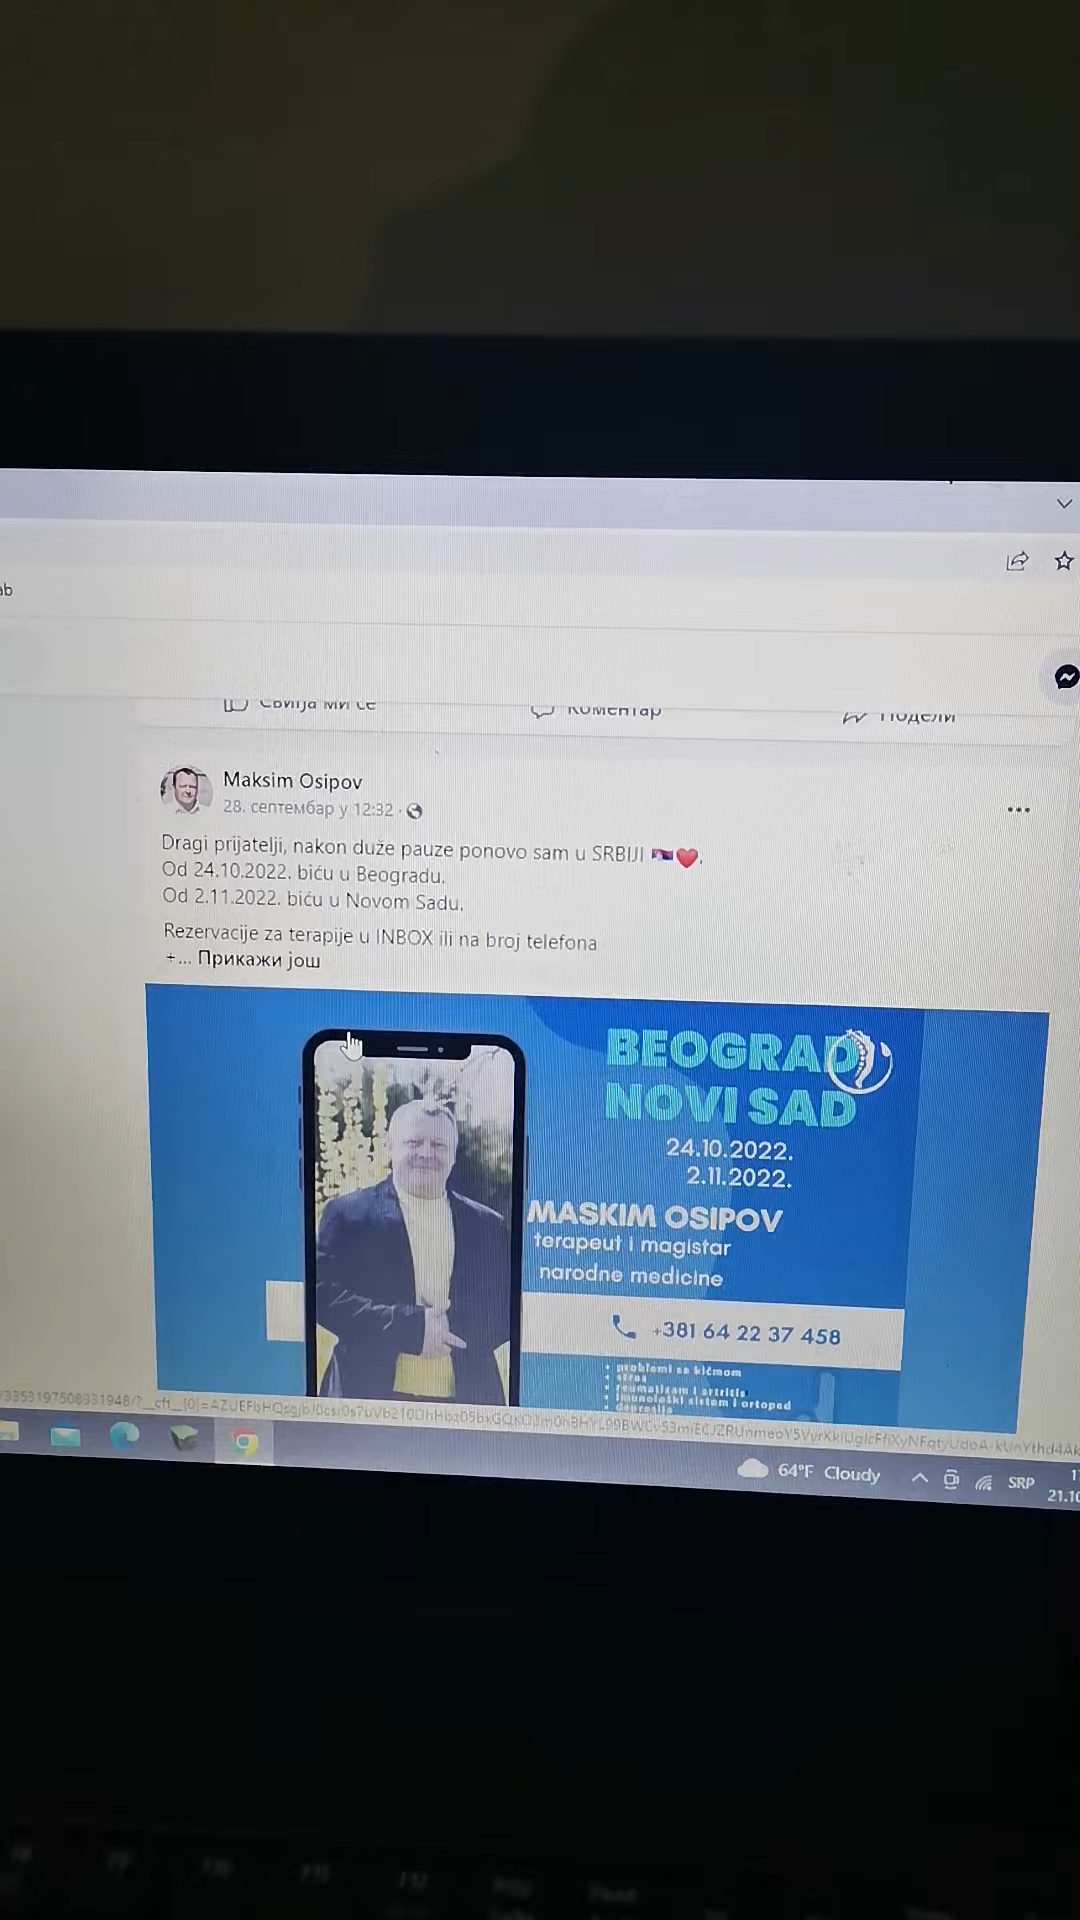 ab
Свиђа ми се
Коментар
Подели
Maksim Osipov
28. септембар у 12:32 ·
Dragi prijatelji, nakon duže pauze ponovo sam u SRBIJI 🇷🇸❤️.
Od 24.10.2022. biću u Beogradu.
Od 2.11.2022. biću u Novom Sadu.
Rezervacije za terapije u INBOX ili na broj telefona
+... Прикажи још
BEOGRAD
NOVI SAD
24.10.2022.
2.11.2022.
MASKIM OSIPOV
terapeut i magistar
narodne medicine
+381 64 22 37 458
• problemi sa kičmom
• stres
• reumatizam i artritis
• imunološki sistem i ortoped
• depresija
64°F Cloudy
SRP
21.10